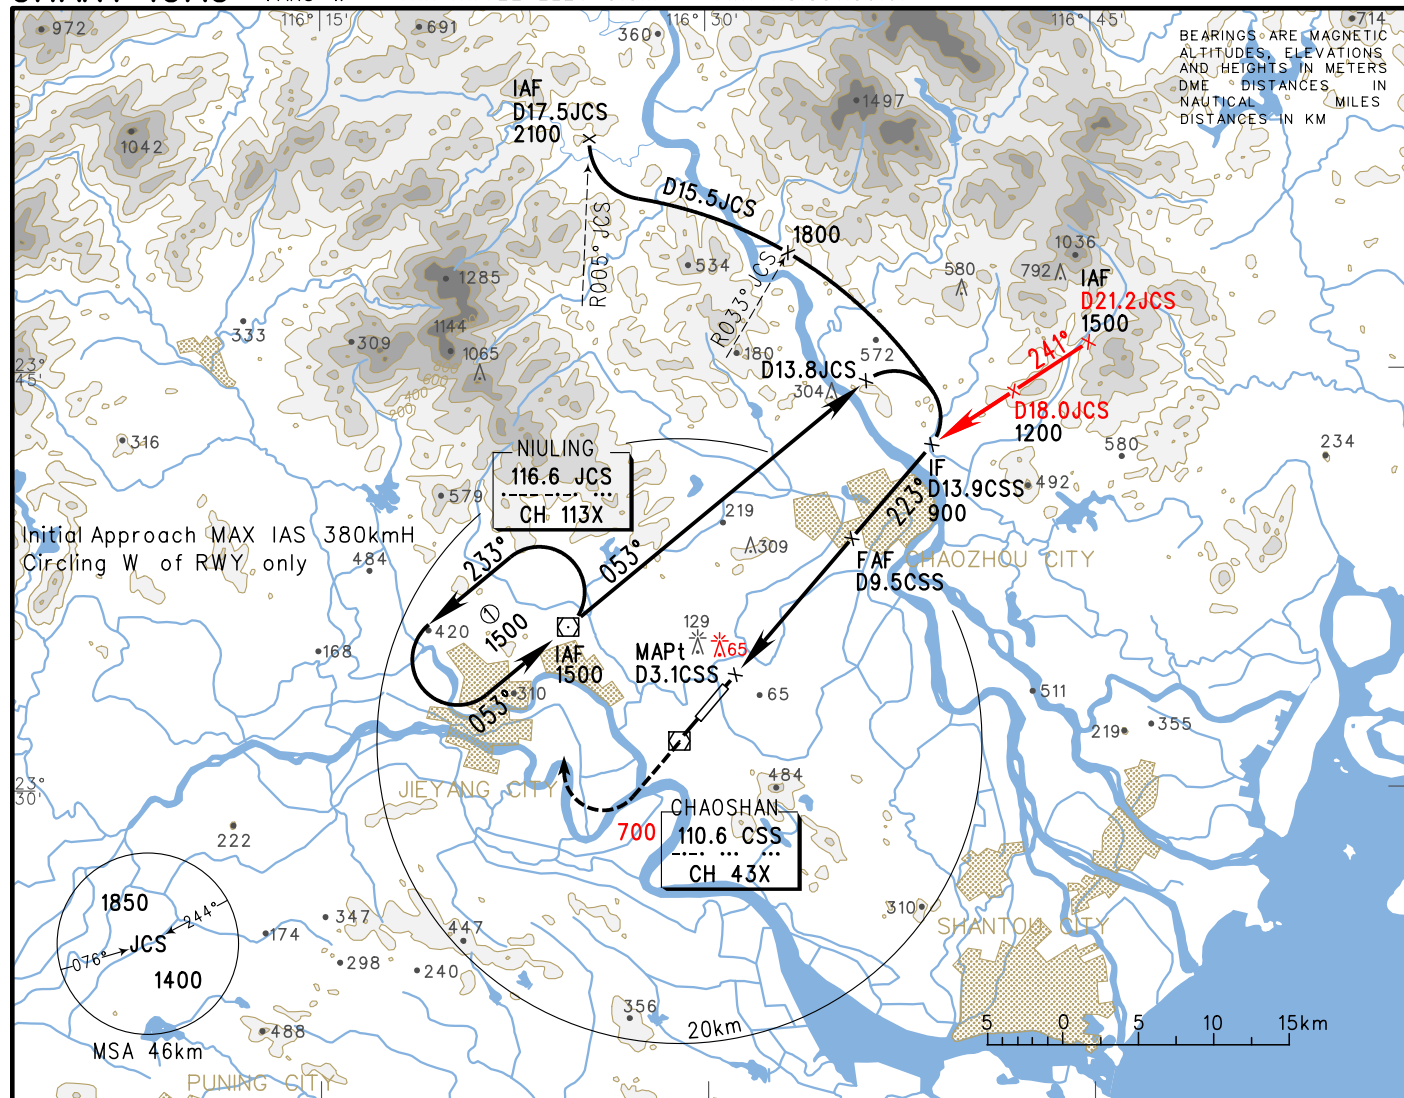 116° 15'
116° 30'
116° 45'
972
691
360
714
BEARINGS ARE MAGNETIC
ALTITUDES, ELEVATIONS
AND HEIGHTS IN METERS
DME DISTANCES IN
NAUTICAL MILES
DISTANCES IN KM
IAF
D17.5JCS
2100
1497
1042
D15.5JCS
R005° JCS
1800
534
R033° JCS
1036
792
580
IAF
D21.2JCS
1500
241°
1285
1144
333
309
1065
180
572
D13.8JCS
304
23°
45'
600
400
200
D18.0JCS
1200
316
580
234
NIULING
116.6 JCS
CH 113X
IF
D13.9CSS
900
223°
492
579
219
309
Initial Approach MAX IAS 380kmH
Circling W of RWY only
484
233°
053°
FAF
D9.5CSS
CHAOZHOU CITY
1
1500
420
168
IAF
1500
129
65
MAPt
D3.1CSS
310
053°
65
511
219
355
23°
30'
JIEYANG CITY
484
CHAOSHAN
110.6 CSS
CH 43X
700
222
1850
244°
JCS
076°
1400
MSA 46km
347
174
447
298
240
310
SHANTOU CITY
356
488
20km
5 0 5 10 15km
PUNING CITY